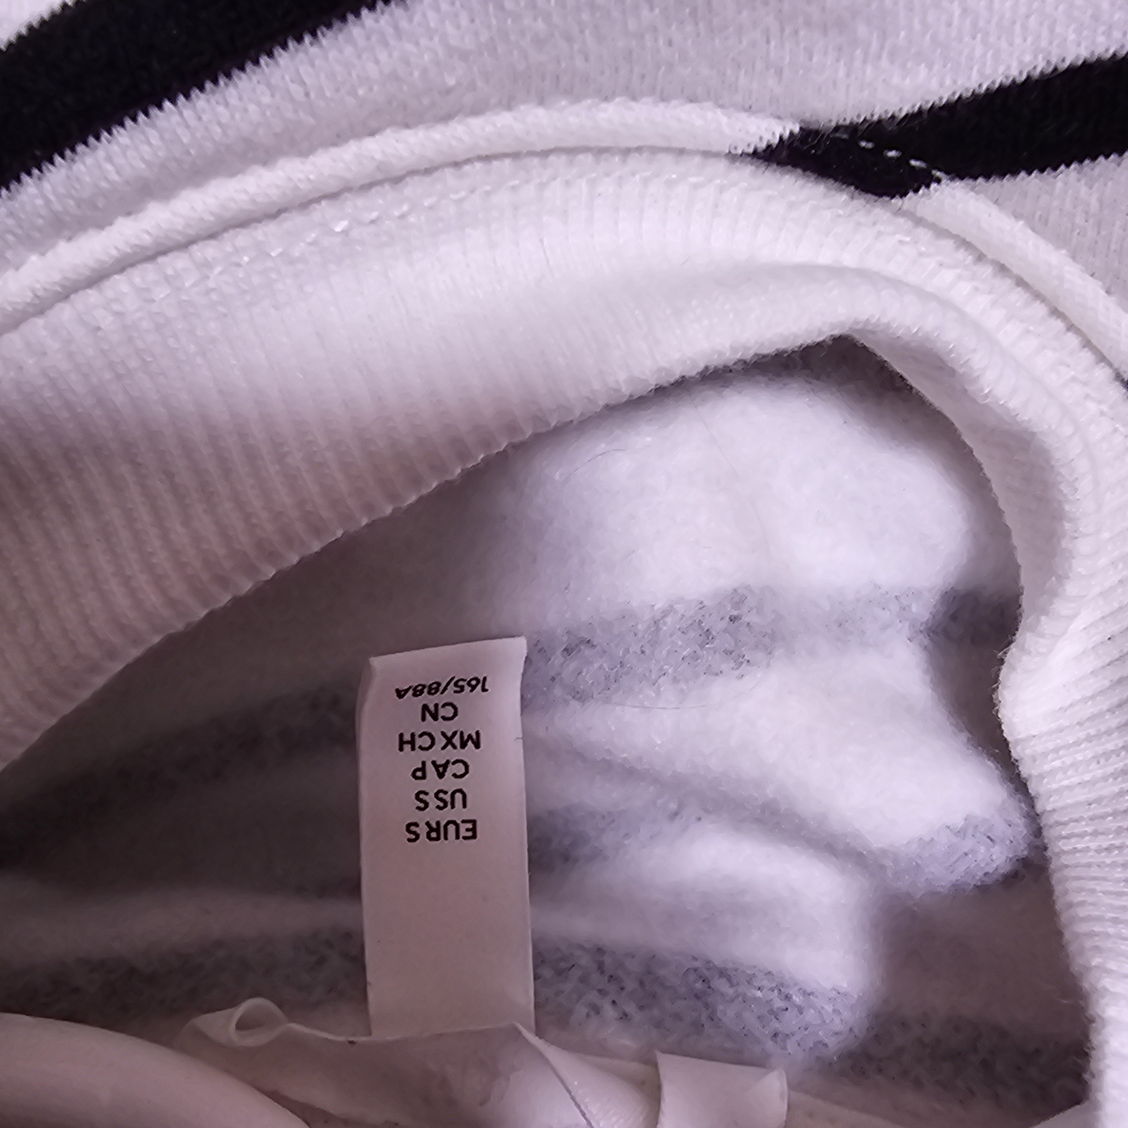 EUR S
US S
CA P
MX CH
CN
165/88A